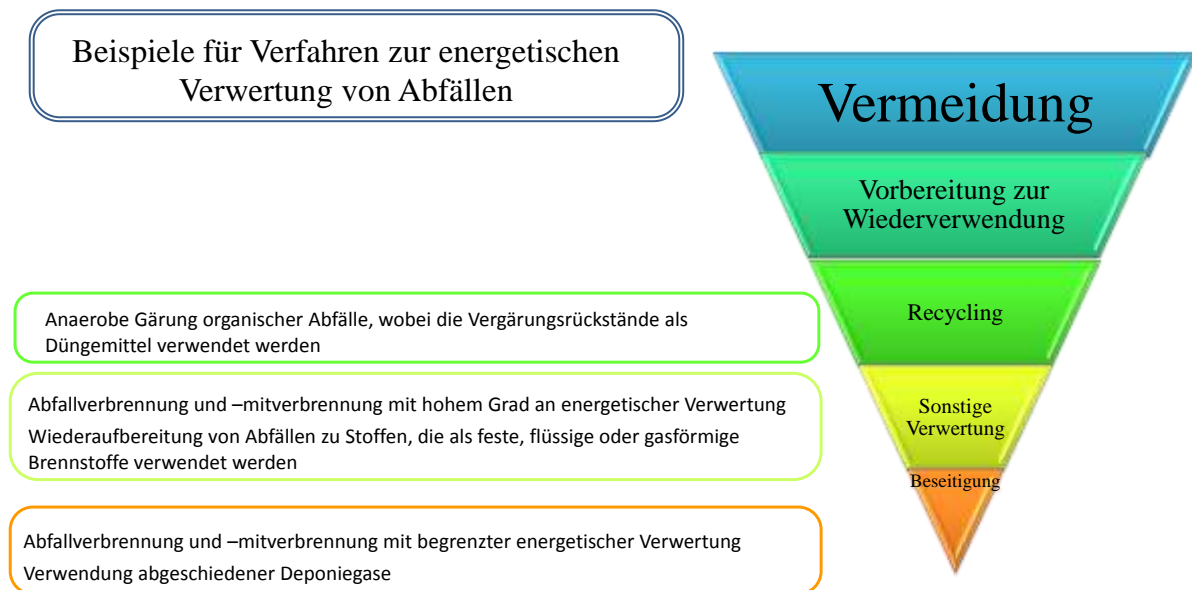 Beispiele für Verfahren zur energetischen
Verwertung von Abfällen
Vermeidung
Vorbereitung zur
Wiederverwendung
Anaerobe Gärung organischer Abfälle, wobei die Vergärungsrückstände als
Düngemittel verwendet werden
Recycling
Abfallverbrennung und –mitverbrennung mit hohem Grad an energetischer Verwertung
Wiederaufbereitung von Abfällen zu Stoffen, die als feste, flüssige oder gasförmige
Brennstoffe verwendet werden
Sonstige
Verwertung
Beseitigung
Abfallverbrennung und –mitverbrennung mit begrenzter energetischer Verwertung
Verwendung abgeschiedener Deponiegase